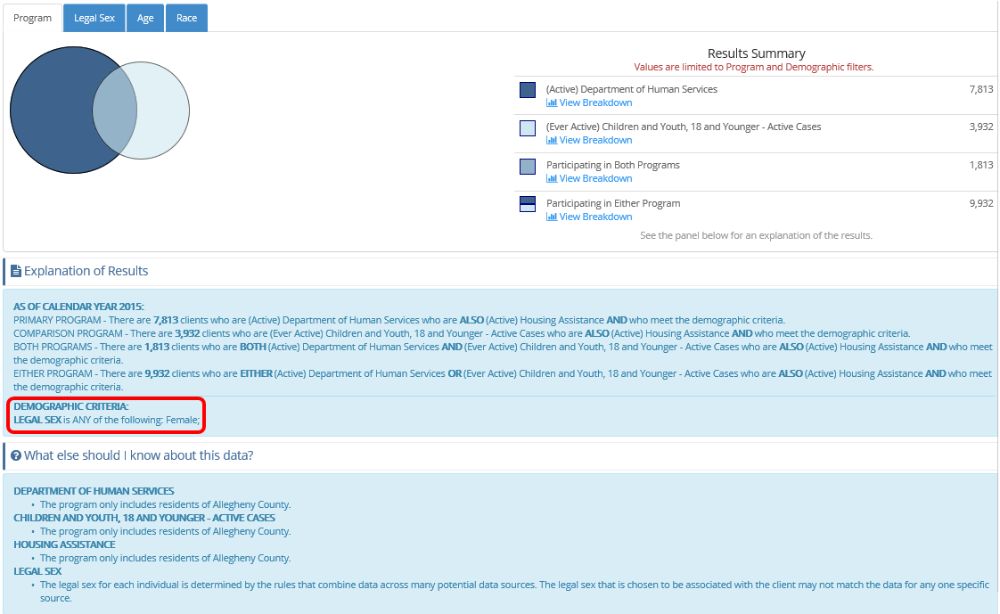 Program Legal Sex Age Race
Results Summary
Values are limited to Program and Demographic filters.
(Active) Department of Human Services 7,813
View Breakdown
(Ever Active) Children and Youth, 18 and Younger - Active Cases 3,932
View Breakdown
Participating in Both Programs 1,813
View Breakdown
Participating in Either Program 9,932
View Breakdown
See the panel below for an explanation of the results.
Explanation of Results
AS OF CALENDAR YEAR 2015:
PRIMARY PROGRAM - There are 7,813 clients who are (Active) Department of Human Services who are ALSO (Active) Housing Assistance AND who meet the demographic criteria.
COMPARISON PROGRAM - There are 3,932 clients who are (Ever Active) Children and Youth, 18 and Younger - Active Cases who are ALSO (Active) Housing Assistance AND who meet the demographic criteria.
BOTH PROGRAMS - There are 1,813 clients who are BOTH (Active) Department of Human Services AND (Ever Active) Children and Youth, 18 and Younger - Active Cases who are ALSO (Active) Housing Assistance AND who meet
the demographic criteria.
EITHER PROGRAM - There are 9,932 clients who are EITHER (Active) Department of Human Services OR (Ever Active) Children and Youth, 18 and Younger - Active Cases who are ALSO (Active) Housing Assistance AND who meet
the demographic criteria.
DEMOGRAPHIC CRITERIA:
LEGAL SEX is ANY of the following: Female;
What else should I know about this data?
DEPARTMENT OF HUMAN SERVICES
• The program only includes residents of Allegheny County.
CHILDREN AND YOUTH, 18 AND YOUNGER - ACTIVE CASES
• The program only includes residents of Allegheny County.
HOUSING ASSISTANCE
• The program only includes residents of Allegheny County.
LEGAL SEX
• The legal sex for each individual is determined by the rules that combine data across many potential data sources. The legal sex that is chosen to be associated with the client may not match the data for any one specific
source.